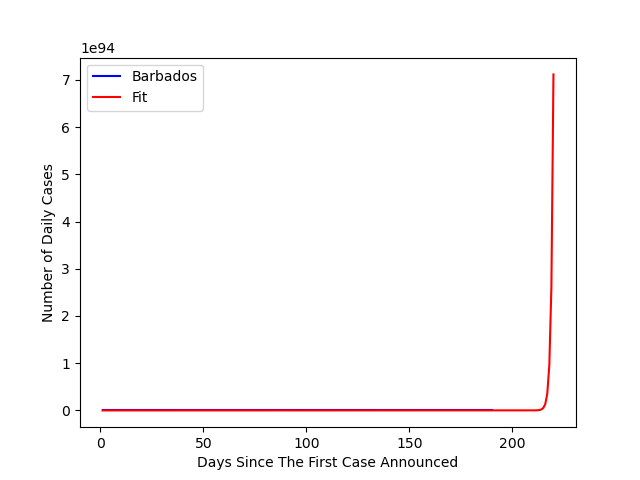 1e94
Barbados
Fit
7
6
5
4
3
2
1
0
Number of Daily Cases
0 50 100 150 200
Days Since The First Case Announced